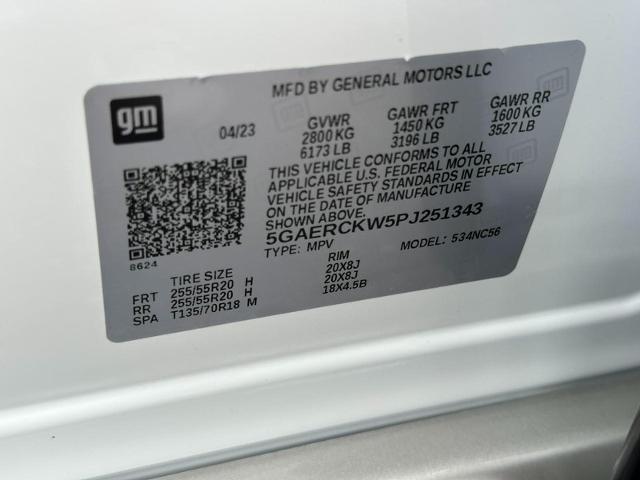 MFD BY GENERAL MOTORS LLC
gm
04/23
GVWR
2800 KG
6173 LB
GAWR FRT
1450 KG
3196 LB
GAWR RR
1600 KG
3527 LB
THIS VEHICLE CONFORMS TO ALL
APPLICABLE U.S. FEDERAL MOTOR
VEHICLE SAFETY STANDARDS IN EFFECT
ON THE DATE OF MANUFACTURE
SHOWN ABOVE.
5GAERCKW5PJ251343
TYPE: MPV
MODEL: 534NC56
8624
TIRE SIZE RIM
FRT 255/55R20 H 20X8J
RR 255/55R20 H 20X8J
SPA T135/70R18 M 18X4.5B